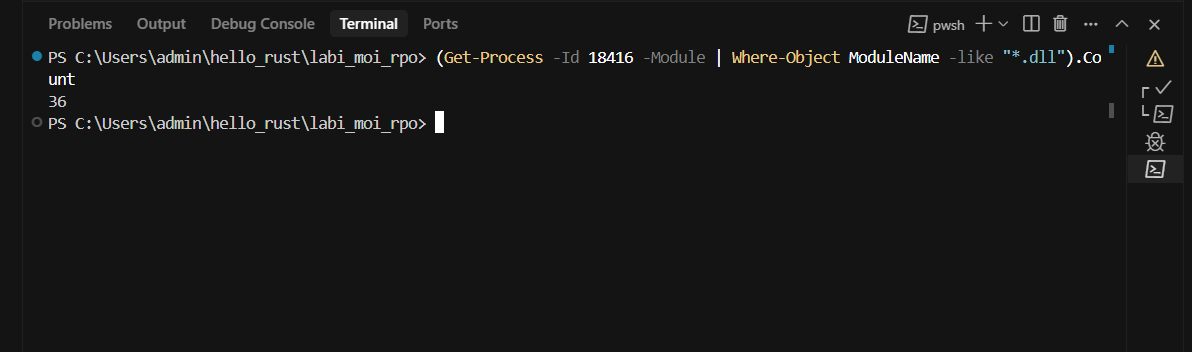 Problems Output Debug Console Terminal Ports pwsh
PS C:\Users\admin\hello_rust\labi_moi_rpo> (Get-Process -Id 18416 -Module | Where-Object ModuleName -like "*.dll").Co
unt
36
PS C:\Users\admin\hello_rust\labi_moi_rpo>